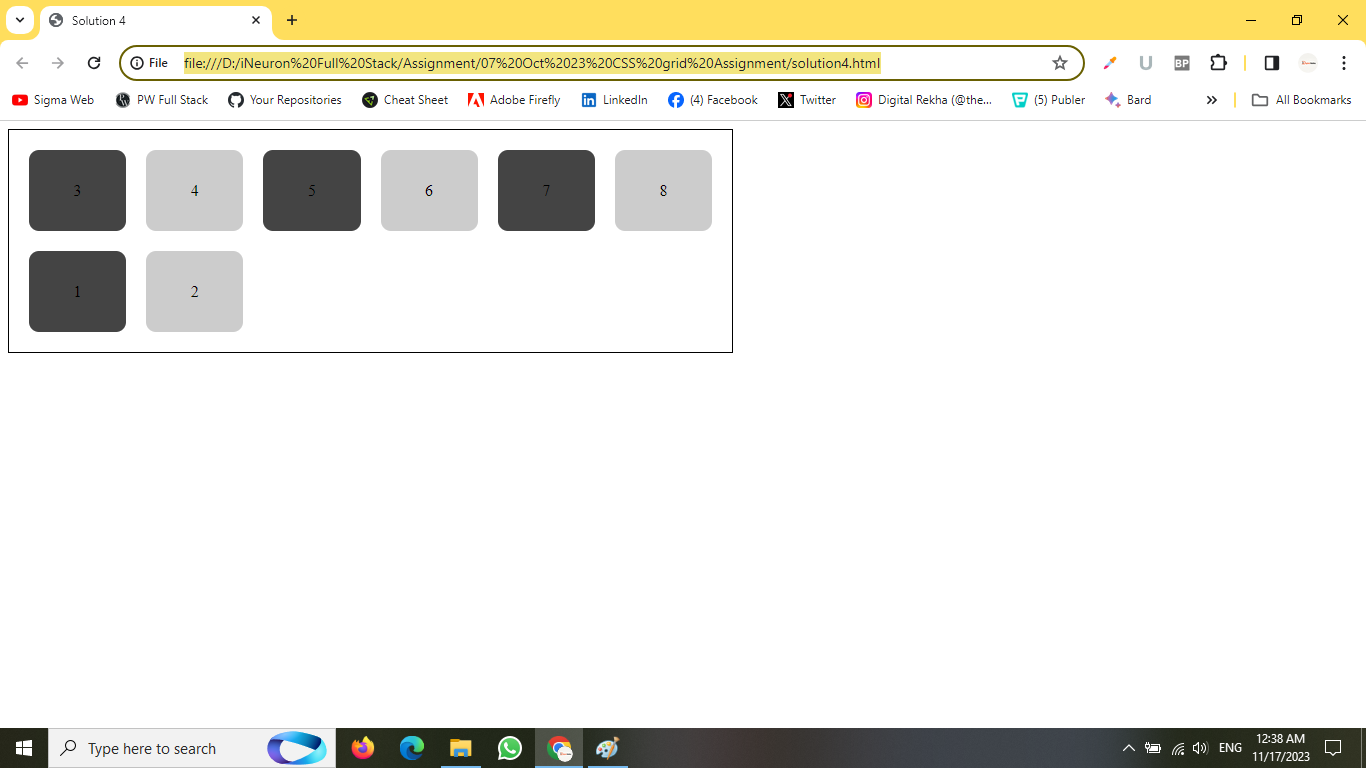 Solution 4
File file:///D:/iNeuron%20Full%20Stack/Assignment/07%20Oct%2023%20CSS%20grid%20Assignment/solution4.html U BP
Sigma Web PW Full Stack Your Repositories Cheat Sheet Adobe Firefly LinkedIn (4) Facebook Twitter Digital Rekha (@the... (5) Publer Bard » All Bookmarks
3 4 5 6 7 8
1 2
Type here to search ENG 12:38 AM
11/17/2023